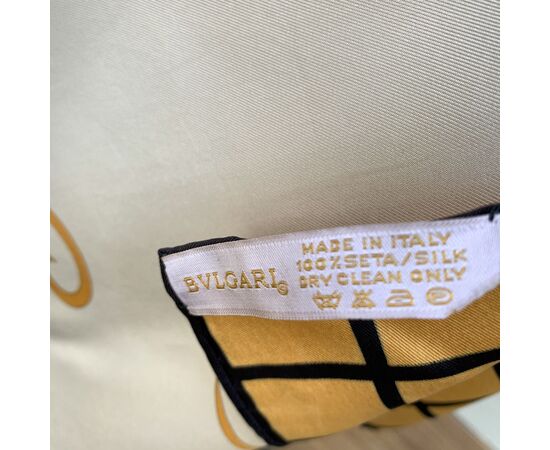 BVLGARI®
MADE IN ITALY
100%SETA/SILK
DRY CLEAN ONLY